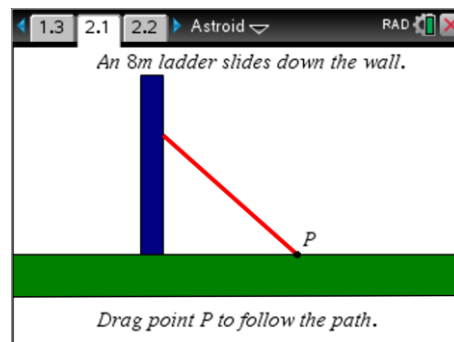 1.3 2.1 2.2 Astroid RAD
An 8m ladder slides down the wall.
P
Drag point P to follow the path.